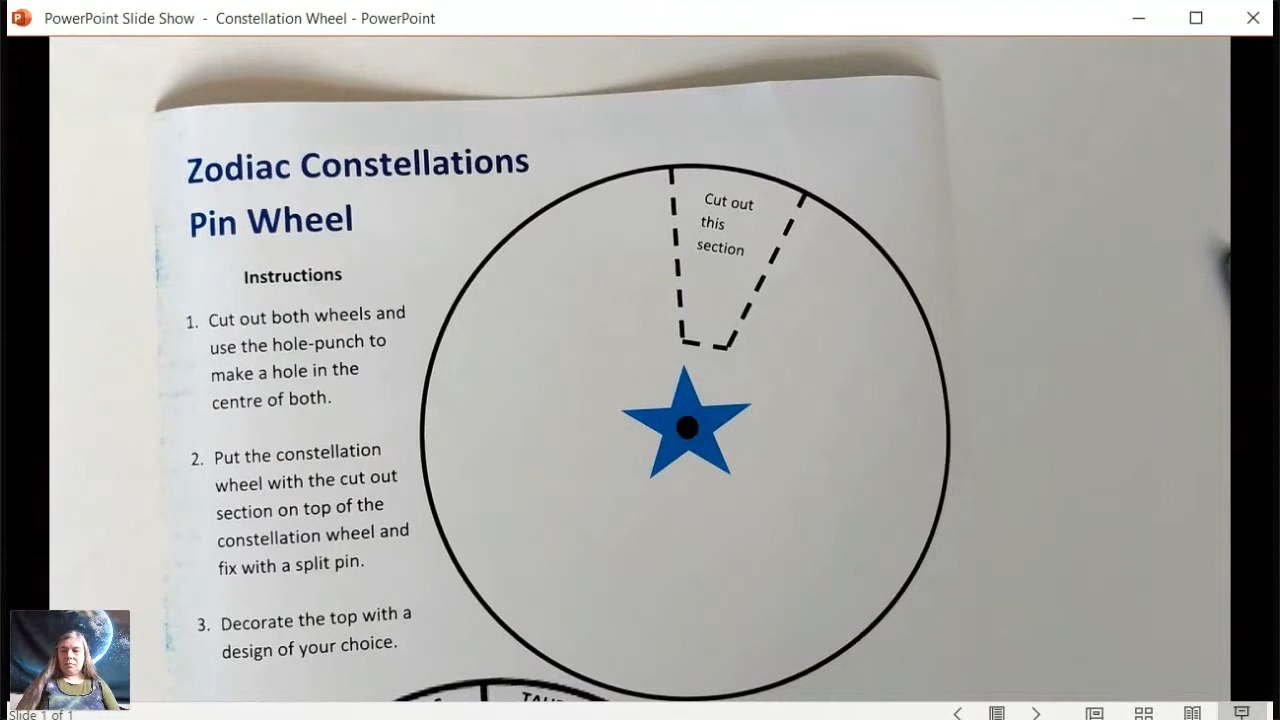 PowerPoint Slide Show - Constellation Wheel - PowerPoint
Zodiac Constellations
Pin Wheel
Instructions
1. Cut out both wheels and
use the hole-punch to
make a hole in the
centre of both.
2. Put the constellation
wheel with the cut out
section on top of the
constellation wheel and
fix with a split pin.
3. Decorate the top with a
design of your choice.
Cut out
this
section
Slide 1 of 1